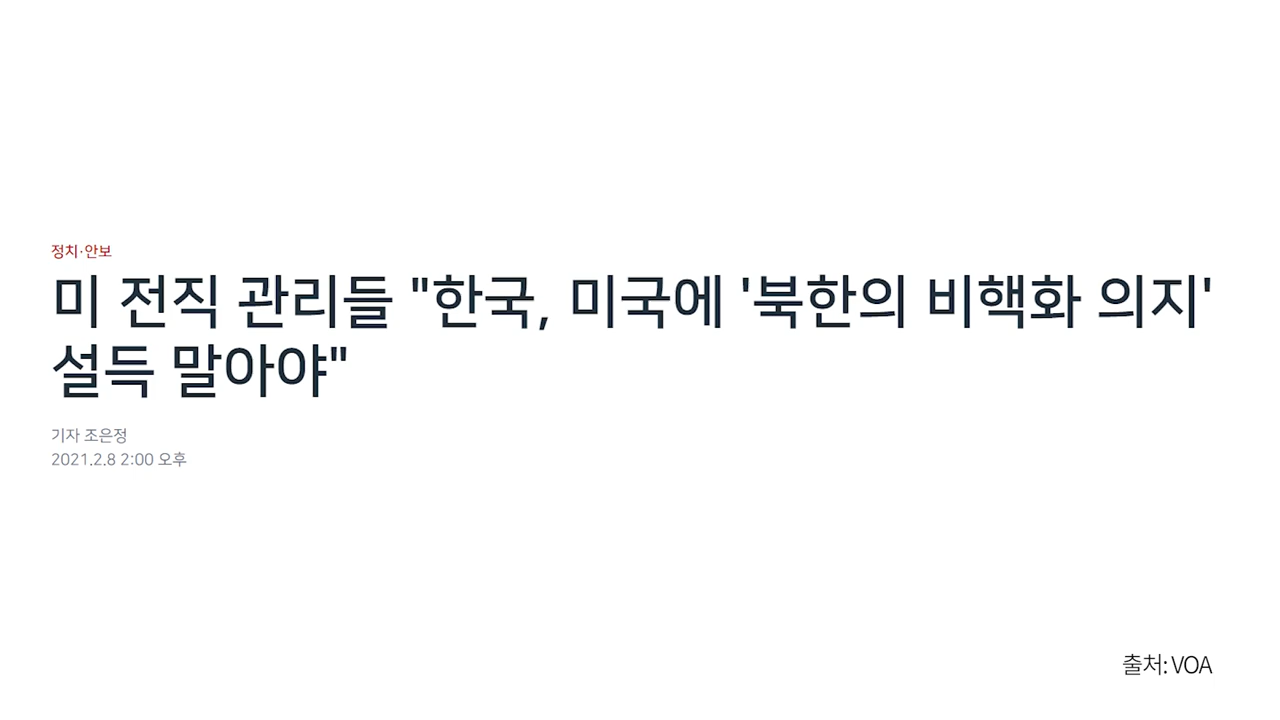 정치·안보
미 전직 관리들 "한국, 미국에 '북한의 비핵화 의지'
설득 말아야"
기자 조은정
2021.2.8 2:00 오후
출처: VOA